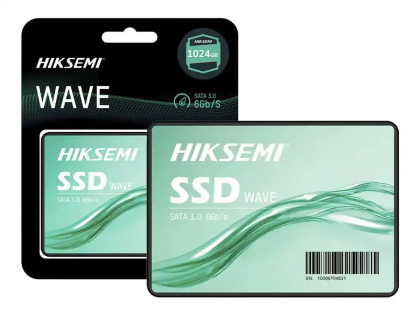 HIKSEMI
1024GB
WAVE
SATA 3.0
6Gb/S
HIKSEMI
SSD WAVE
SATA 3.0 6Gb/s
HIKSEMI
SSD WAVE
SATA 3.0 6Gb/s